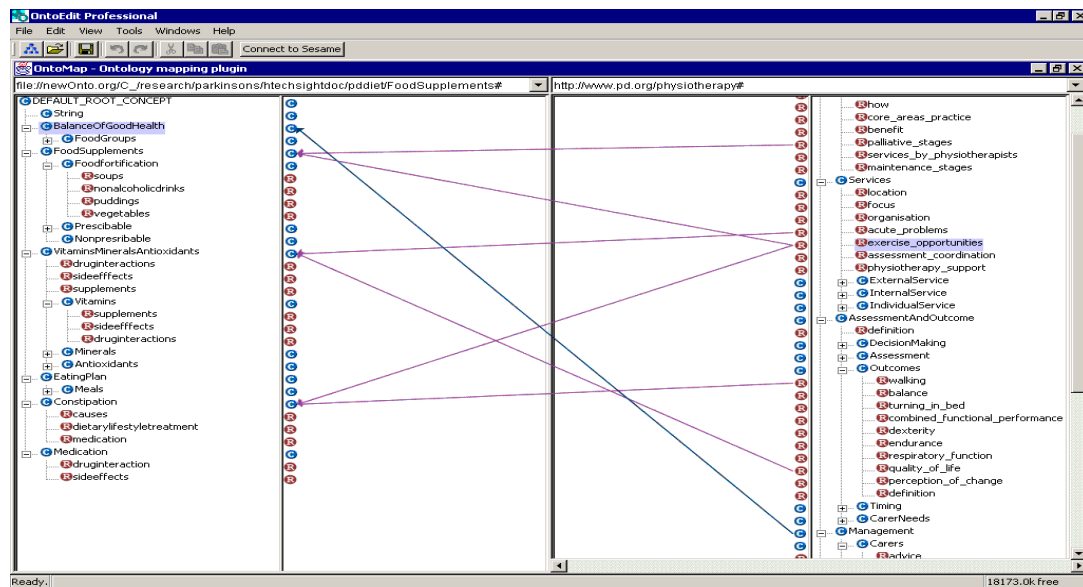 OntoEdit Professional
File Edit View Tools Windows Help
Connect to Sesame
OntoMap - Ontology mapping plugin
file://newOnto.org/C_/research/parkinsons/htechsightdoc/pddiet/FoodSupplements#
http://www.pd.org/physiotherapy#
DEFAULT_ROOT_CONCEPT
String
BalanceOfGoodHealth
FoodGroups
FoodSupplements
Foodfortification
soups
nonalcoholicdrinks
puddings
vegetables
Prescibable
Nonpresribable
VitaminsMineralsAntioxidants
druginteractions
sideefffects
supplements
Vitamins
supplements
sideefffects
druginteractions
Minerals
Antioxidants
EatingPlan
Meals
Constipation
causes
dietarylifestyletreatment
medication
Medication
druginteraction
sideeffects
how
core_areas_practice
benefit
palliative_stages
services_by_physiotherapists
maintenance_stages
Services
location
focus
organisation
acute_problems
exercise_opportunities
assessment_coordination
physiotherapy_support
ExternalService
InternalService
IndividualService
AssessmentAndOutcome
definition
DecisionMaking
Assessment
Outcomes
walking
balance
turning_in_bed
combined_functional_performance
dexterity
endurance
respiratory_function
quality_of_life
perception_of_change
definition
Timing
CarerNeeds
Management
Carers
advice
Ready.
18173.0k free